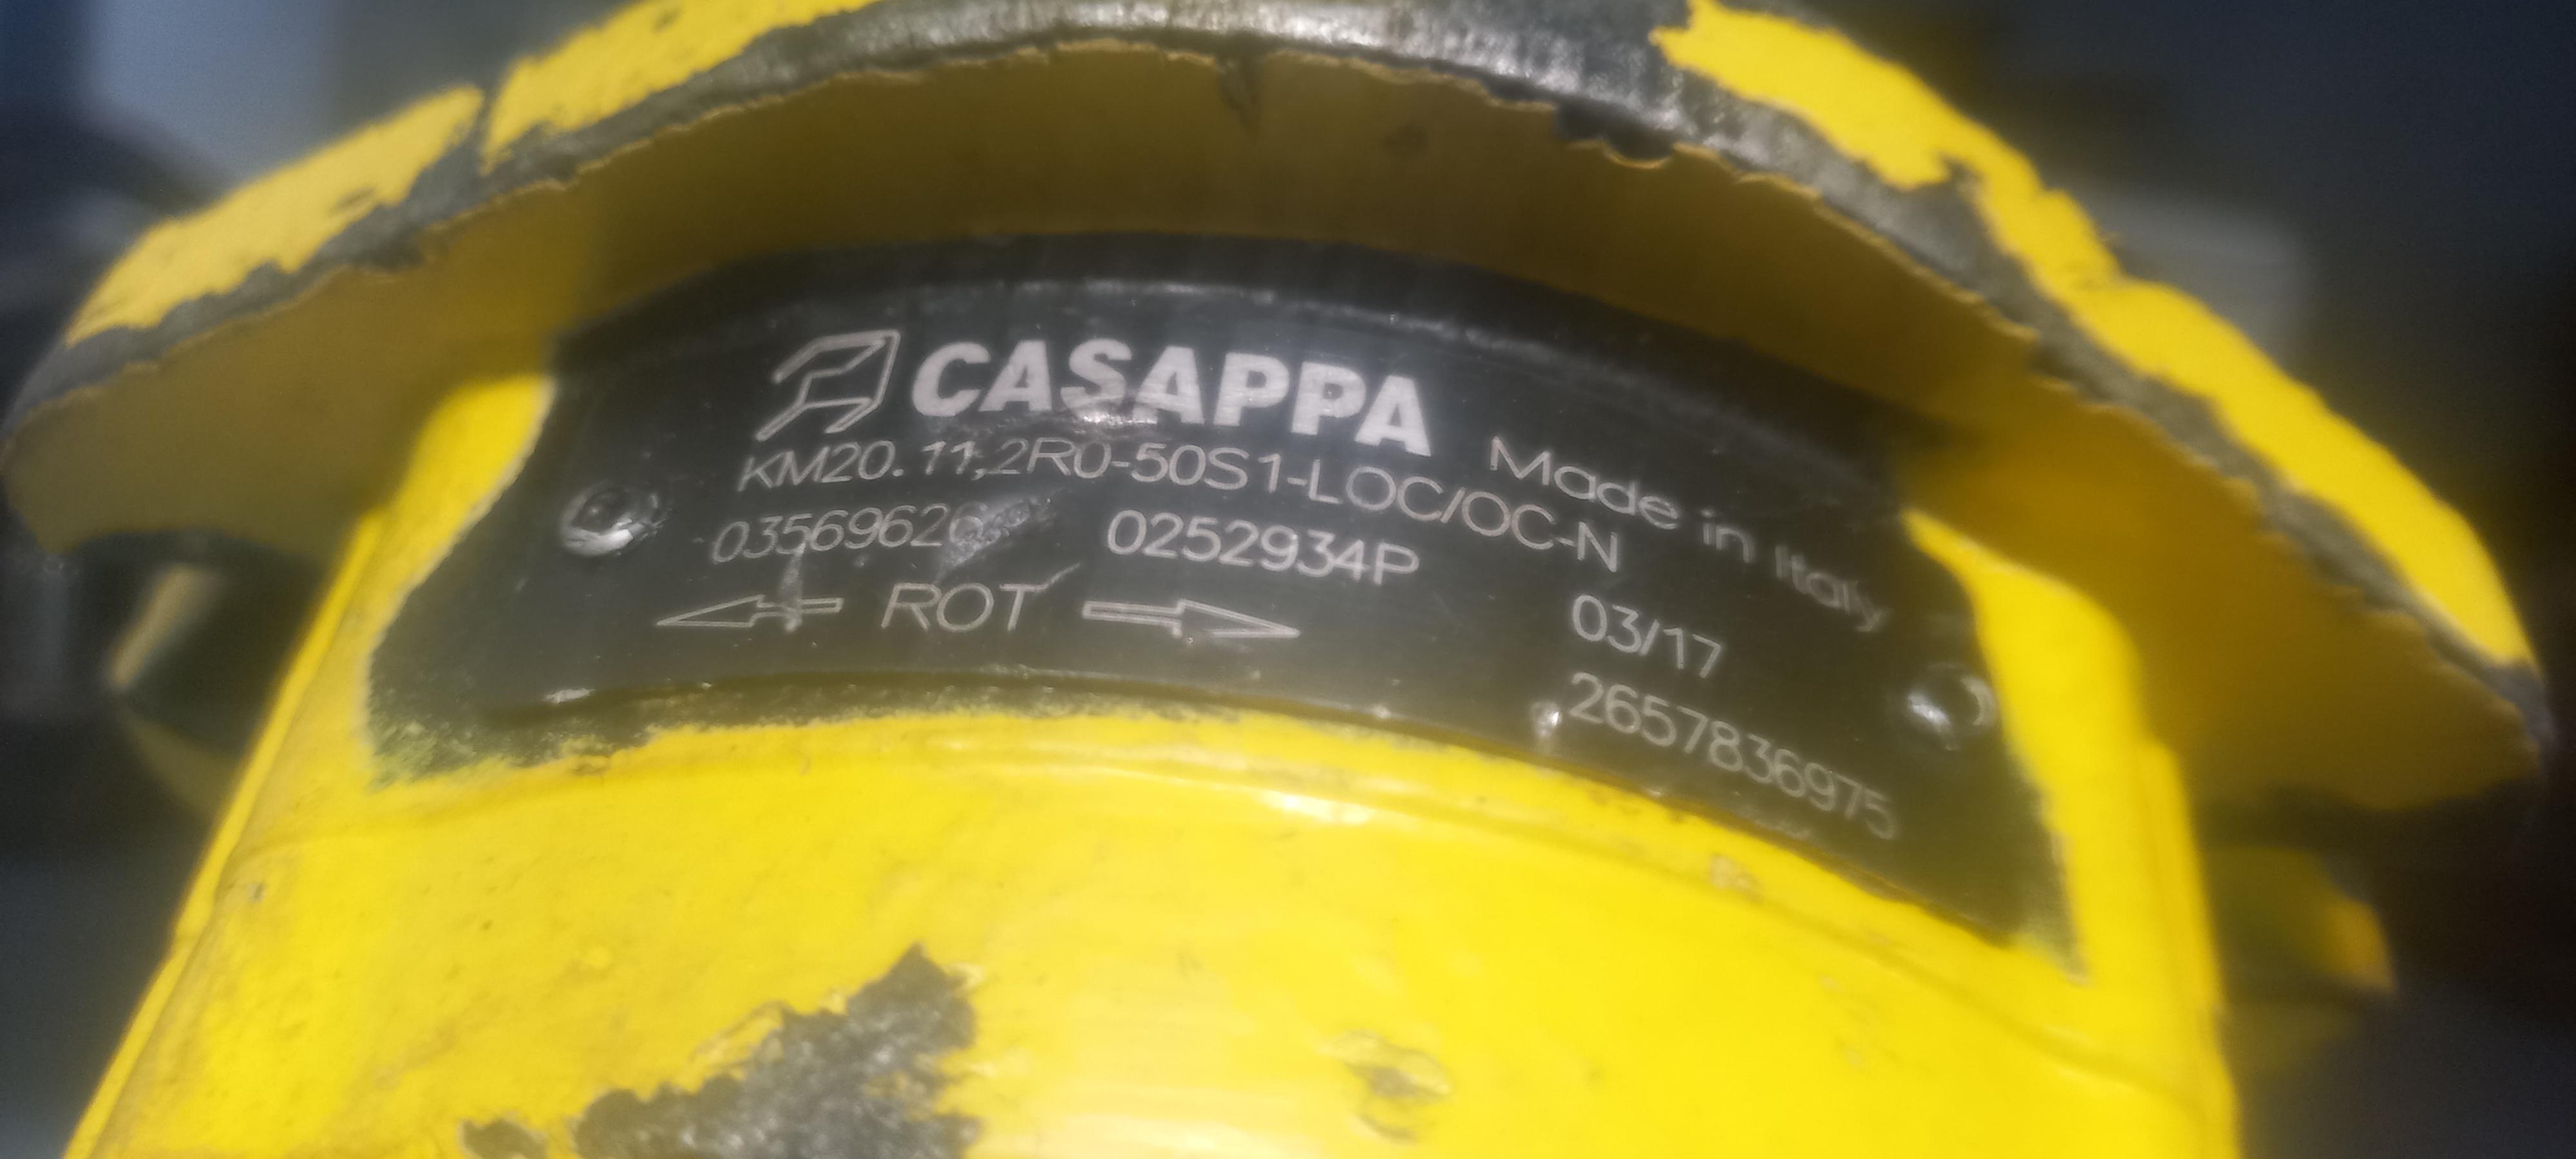 CASAPPA Made in Italy
KM20.11,2R0-50S1-LOC/OC-N
0252934P
ROT
03/17
2657836975